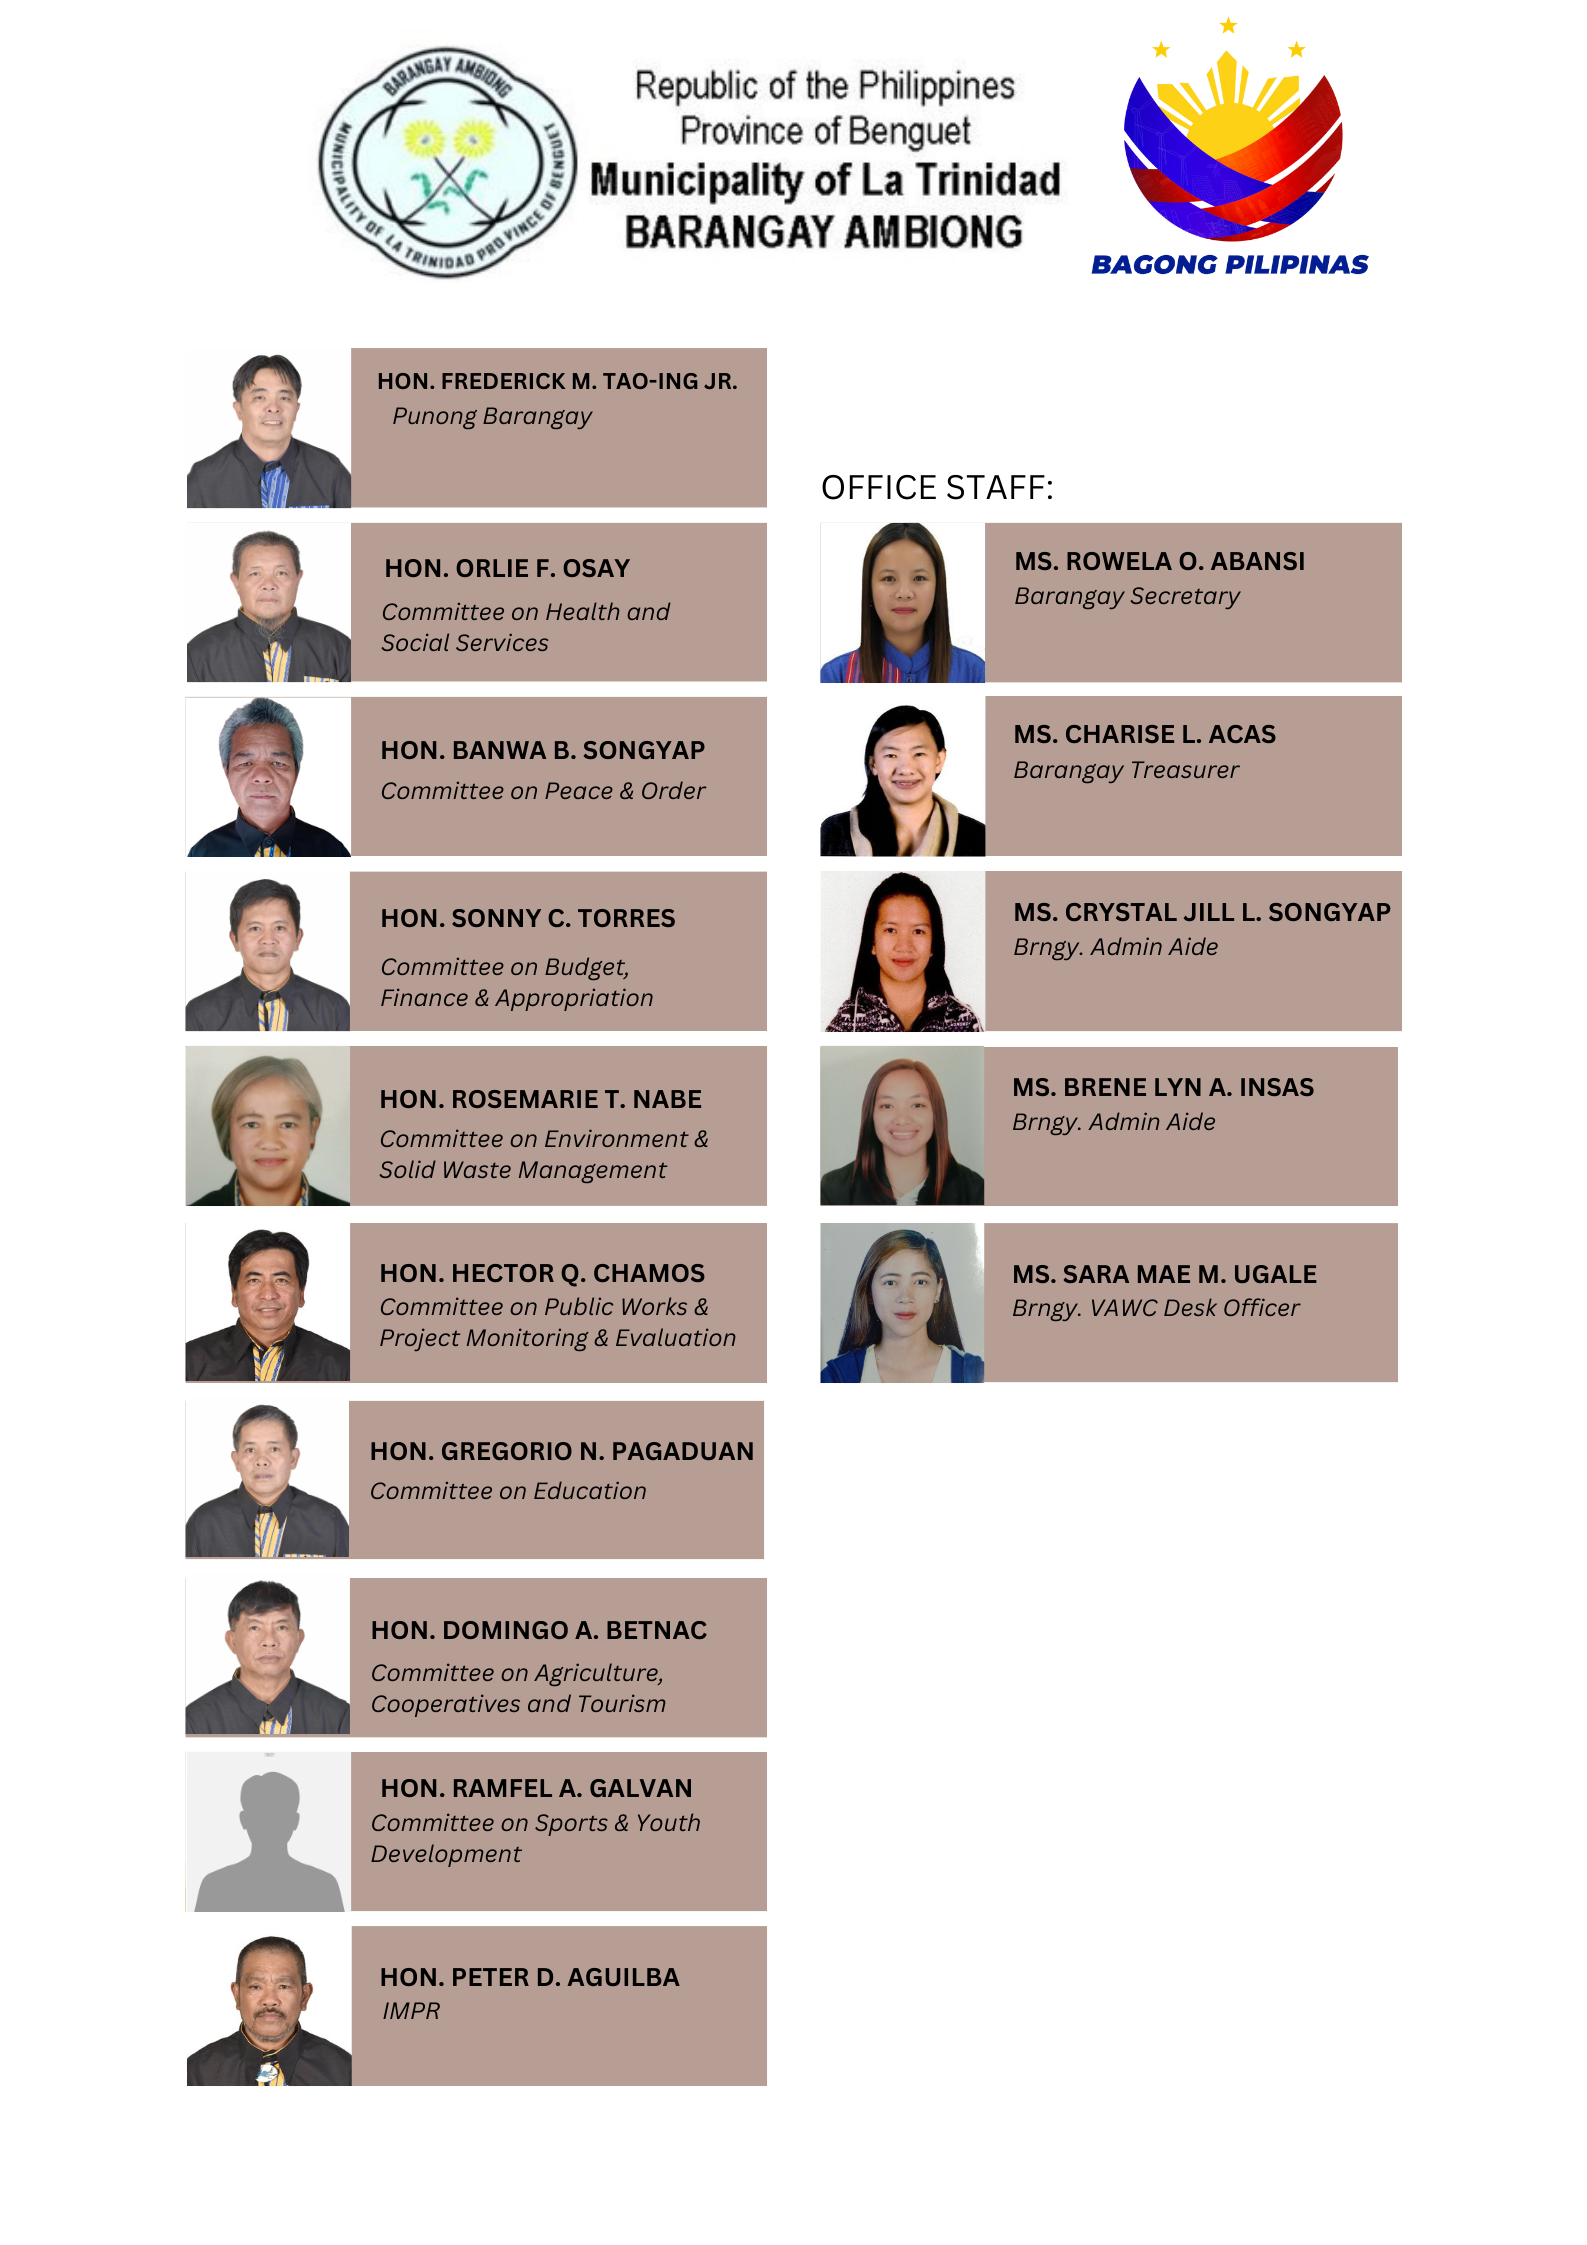 BARANGAY AMBIONG
MUNICIPALITY OF LA TRINIDAD PROVINCE OF BENGUET
Republic of the Philippines
Province of Benguet
Municipality of La Trinidad
BARANGAY AMBIONG
BAGONG PILIPINAS
HON. FREDERICK M. TAO-ING JR.
Punong Barangay
HON. ORLIE F. OSAY
Committee on Health and
Social Services
HON. BANWA B. SONGYAP
Committee on Peace & Order
HON. SONNY C. TORRES
Committee on Budget,
Finance & Appropriation
HON. ROSEMARIE T. NABE
Committee on Environment &
Solid Waste Management
HON. HECTOR Q. CHAMOS
Committee on Public Works &
Project Monitoring & Evaluation
HON. GREGORIO N. PAGADUAN
Committee on Education
HON. DOMINGO A. BETNAC
Committee on Agriculture,
Cooperatives and Tourism
HON. RAMFEL A. GALVAN
Committee on Sports & Youth
Development
HON. PETER D. AGUILBA
IMPR
OFFICE STAFF:
MS. ROWELA O. ABANSI
Barangay Secretary
MS. CHARISE L. ACAS
Barangay Treasurer
MS. CRYSTAL JILL L. SONGYAP
Brngy. Admin Aide
MS. BRENE LYN A. INSAS
Brngy. Admin Aide
MS. SARA MAE M. UGALE
Brngy. VAWC Desk Officer